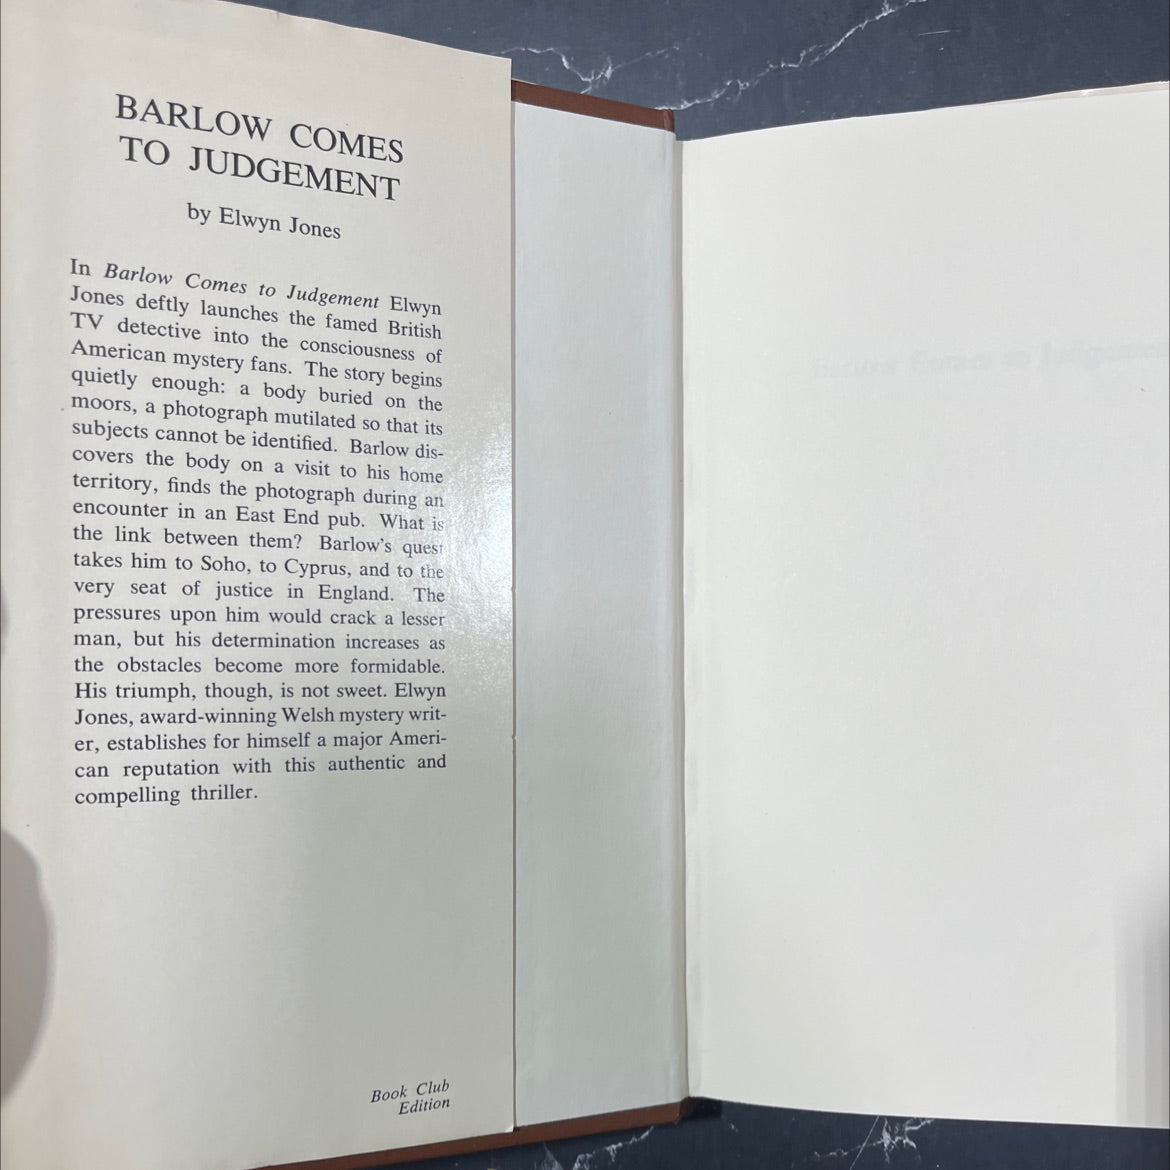 BARLOW COMES
TO JUDGEMENT
by Elwyn Jones
In Barlow Comes to Judgement Elwyn
Jones deftly launches the famed British
TV detective into the consciousness of
American mystery fans. The story begins
quietly enough: a body buried on the
moors, a photograph mutilated so that its
subjects cannot be identified. Barlow dis-
covers the body on a visit to his home
territory, finds the photograph during an
encounter in an East End pub. What is
the link between them? Barlow's quest
takes him to Soho, to Cyprus, and to the
very seat of justice in England. The
pressures upon him would crack a lesser
man, but his determination increases as
the obstacles become more formidable.
His triumph, though, is not sweet. Elwyn
Jones, award-winning Welsh mystery writ-
er, establishes for himself a major Ameri-
can reputation with this authentic and
compelling thriller.
Book Club
Edition